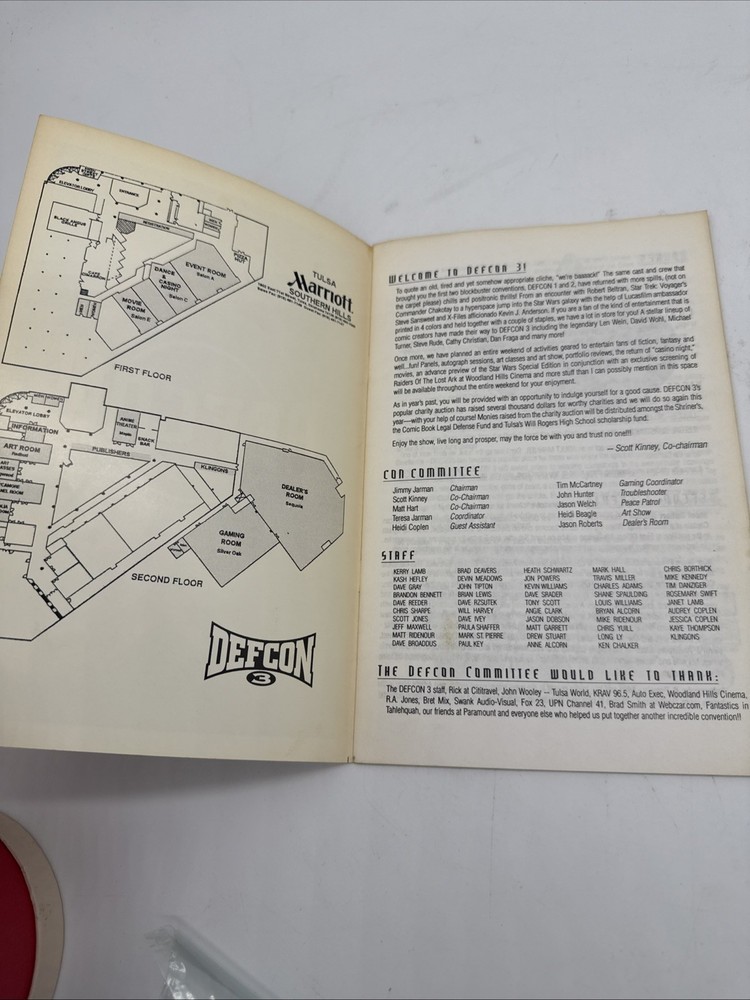 ELEVATOR LOBBY
ENTRANCE
BLACK ANGUS
GRILLE
REGISTRATION
EVENT ROOM
Salon A
DANCE
&
CASINO
NIGHT
Salon C
MOVIE
ROOM
Salon E
TULSA
Marriott
SOUTHERN HILLS
FIRST FLOOR
ELEVATOR LOBBY
INFORMATION
ART ROOM
ANIME
THEATER
SNACK
BAR
PUBLISHERS
KLINGONS
DEALER'S
ROOM
Sequoia
GAMING
ROOM
Silver Oak
SECOND FLOOR
DEFCON
3
WELCOME TO DEFCON 3!
To quote an old, tired and yet somehow appropriate cliche, "we're baaaack!" The same cast and crew that
brought you the first two blockbuster conventions, DEFCON 1 and 2, have returned with more spills, (not on
the carpet please) chills and positronic thrills! From an encounter with Robert Beltran, Star Trek: Voyager's
Commander Chakotay to a hyperspace jump into the Star Wars galaxy with the help of Lucasfilm ambassador
Steve Sansweet and X-Files afficionado Kevin J. Anderson. If you are a fan of the kind of entertainment that is
printed in 4 colors and held together with a couple of staples, we have a lot in store for you! A stellar lineup of
comic creators have made their way to DEFCON 3 including the legendary Len Wein, David Wohl, Michael
Turner, Steve Rude, Cathy Christian, Dan Fraga and many more!
Once more, we have planned an entire weekend of activities geared to entertain fans of fiction, fantasy and
well...fun! Panels, autograph sessions, art classes and art show, portfolio reviews, the return of "casino night,"
movies, an advance preview of the Star Wars Special Edition in conjunction with an exclusive screening of
Raiders Of The Lost Ark at Woodland Hills Cinema and more stuff than I can possibly mention in this space
will be available throughout the entire weekend for your enjoyment.
As in year's past, you will be provided with an opportunity to indulge yourself for a good cause. DEFCON 3's
popular charity auction has raised several thousand dollars for worthy charities and we will do so again this
year—with your help of course! Monies raised from the charity auction will be distributed amongst the Shriner's,
the Comic Book Legal Defense Fund and Tulsa's Will Rogers High School scholarship fund.
Enjoy the show, live long and prosper, may the force be with you and trust no one!!!
— Scott Kinney, Co-chairman
CON COMMITTEE
Jimmy Jarman Chairman Tim McCartney Gaming Coordinator
Scott Kinney Co-Chairman John Hunter Troubleshooter
Matt Hart Co-Chairman Jason Welch Peace Patrol
Teresa Jarman Coordinator Heidi Beagle Art Show
Heidi Coplen Guest Assistant Jason Roberts Dealer's Room
STAFF
KERRY LAMB BRAD DEAVERS HEATH SCHWARTZ MARK HALL CHRIS BORTHICK
KASH HEFLEY DEVIN MEADOWS JON POWERS TRAVIS MILLER MIKE KENNEDY
DAVE GRAY JOHN TIPTON KEVIN WILLIAMS CHARLES ADAMS TIM DANZIGER
BRANDON BENNETT BRIAN LEWIS DAVE SRADER SHANE SPAULDING ROSEMARY SWIFT
DAVE REEDER DAVE RZSUTEK TONY SCOTT LOUIS WILLIAMS JANET LAMB
CHRIS SHARPE WILL HARVEY ANGIE CLARK BRYAN ALCORN AUDREY COPLEN
SCOTT JONES DAVE IVEY JASON DOBSON MIKE RIDENOUR JESSICA COPLEN
JEFF MAXWELL PAULA SHAFFER MATT GARRETT CHRIS YUILL KAYE THOMPSON
MATT RIDENOUR MARK ST. PIERRE DREW STUART LONG LY KLINGONS
DAVE BROADDUS PAUL KEY ANNE ALCORN KEN CHALKER
THE DEFCON COMMITTEE WOULD LIKE TO THANK:
The DEFCON 3 staff, Rick at Cititravel, John Wooley — Tulsa World, KRAV 96.5, Auto Exec, Woodland Hills Cinema,
R.A. Jones, Bret Mix, Swank Audio-Visual, Fox 23, UPN Channel 41, Brad Smith at Webczar.com, Fantastics in
Tahlequah, our friends at Paramount and everyone else who helped us put together another incredible convention!!